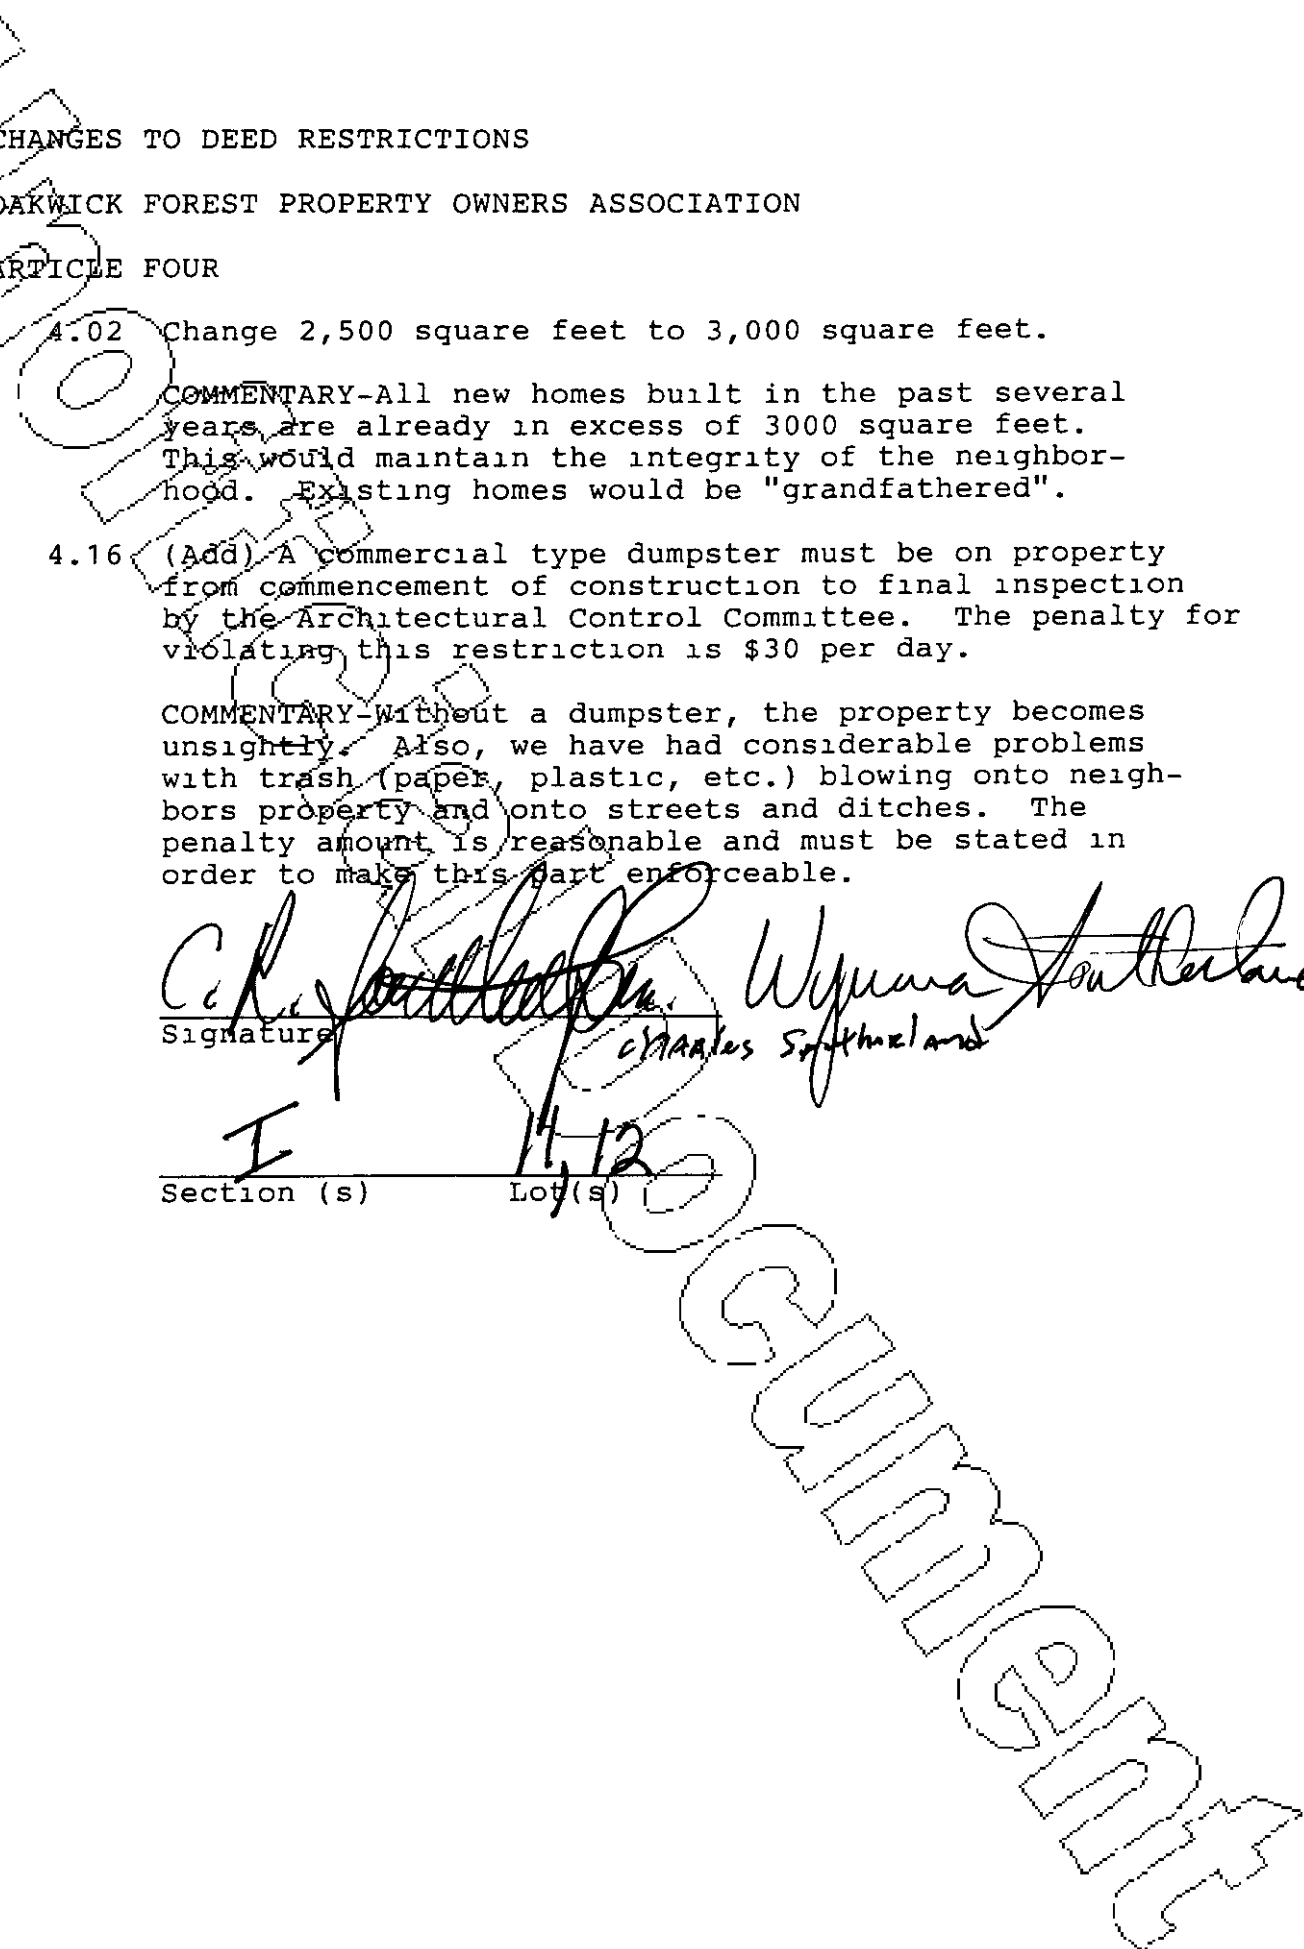 CHANGES TO DEED RESTRICTIONS
OAKWICK FOREST PROPERTY OWNERS ASSOCIATION
ARTICLE FOUR
4.02 Change 2,500 square feet to 3,000 square feet.
COMMENTARY-All new homes built in the past several
years are already in excess of 3000 square feet.
This would maintain the integrity of the neighbor-
hood. Existing homes would be "grandfathered".
4.16 (Add) A commercial type dumpster must be on property
from commencement of construction to final inspection
by the Architectural Control Committee. The penalty for
violating this restriction is $30 per day.
COMMENTARY-Without a dumpster, the property becomes
unsightly. Also, we have had considerable problems
with trash (paper, plastic, etc.) blowing onto neigh-
bors property and onto streets and ditches. The
penalty amount is reasonable and must be stated in
order to make this part enforceable.
C. R. Southerland Wynona Southerland
Signature
Charles Southerland
I 14, 12
Section (s) Lot(s)
Unofficial Document